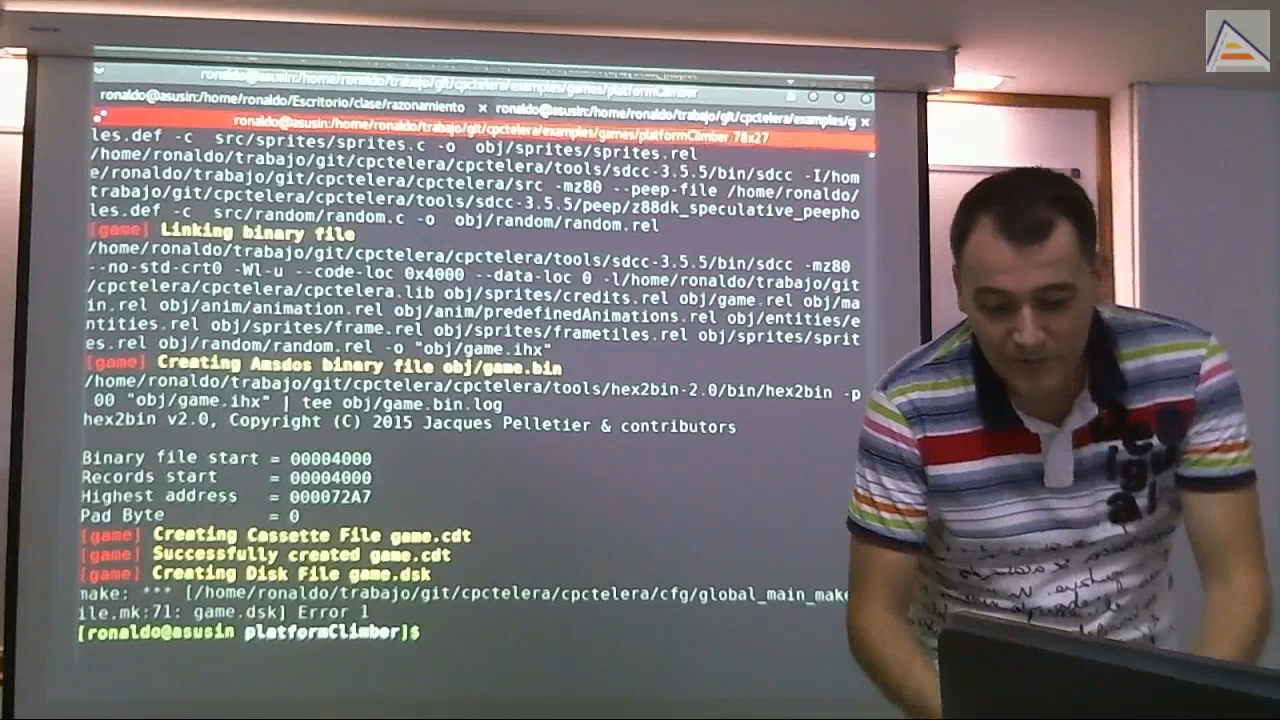 ronaldo@asusin:/home/ronaldo/trabajo/git/cpctelera/examples/games/platformClimber
ronaldo@asusin:/home/ronaldo/Escritorio/clase/razonamiento × ronaldo@asusin:/home/ronaldo/trabajo/git/cpctelera/examples/g ×
ronaldo@asusin:/home/ronaldo/trabajo/git/cpctelera/examples/games/platformClimber 78x27
les.def -c src/sprites/sprites.c -o obj/sprites/sprites.rel
/home/ronaldo/trabajo/git/cpctelera/cpctelera/tools/sdcc-3.5.5/bin/sdcc -I/hom
e/ronaldo/trabajo/git/cpctelera/cpctelera/src -mz80 --peep-file /home/ronaldo/
trabajo/git/cpctelera/cpctelera/tools/sdcc-3.5.5/peep/z88dk_speculative_peepho
les.def -c src/random/random.c -o obj/random/random.rel
[game] Linking binary file
/home/ronaldo/trabajo/git/cpctelera/cpctelera/tools/sdcc-3.5.5/bin/sdcc -mz80
--no-std-crt0 -Wl-u --code-loc 0x4000 --data-loc 0 -l/home/ronaldo/trabajo/git
/cpctelera/cpctelera/cpctelera.lib obj/sprites/credits.rel obj/game.rel obj/ma
in.rel obj/anim/animation.rel obj/anim/predefinedAnimations.rel obj/entities/e
ntities.rel obj/sprites/frame.rel obj/sprites/frametiles.rel obj/sprites/sprit
es.rel obj/random/random.rel -o "obj/game.ihx"
[game] Creating Amsdos binary file obj/game.bin
/home/ronaldo/trabajo/git/cpctelera/cpctelera/tools/hex2bin-2.0/bin/hex2bin -p
00 "obj/game.ihx" | tee obj/game.bin.log
hex2bin v2.0, Copyright (C) 2015 Jacques Pelletier & contributors
Binary file start = 00004000
Records start = 00004000
Highest address = 000072A7
Pad Byte = 0
[game] Creating Cassette File game.cdt
[game] Successfully created game.cdt
[game] Creating Disk File game.dsk
make: *** [/home/ronaldo/trabajo/git/cpctelera/cpctelera/cfg/global_main_make
ile.mk:71: game.dsk] Error 1
[ronaldo@asusin platformClimber]$